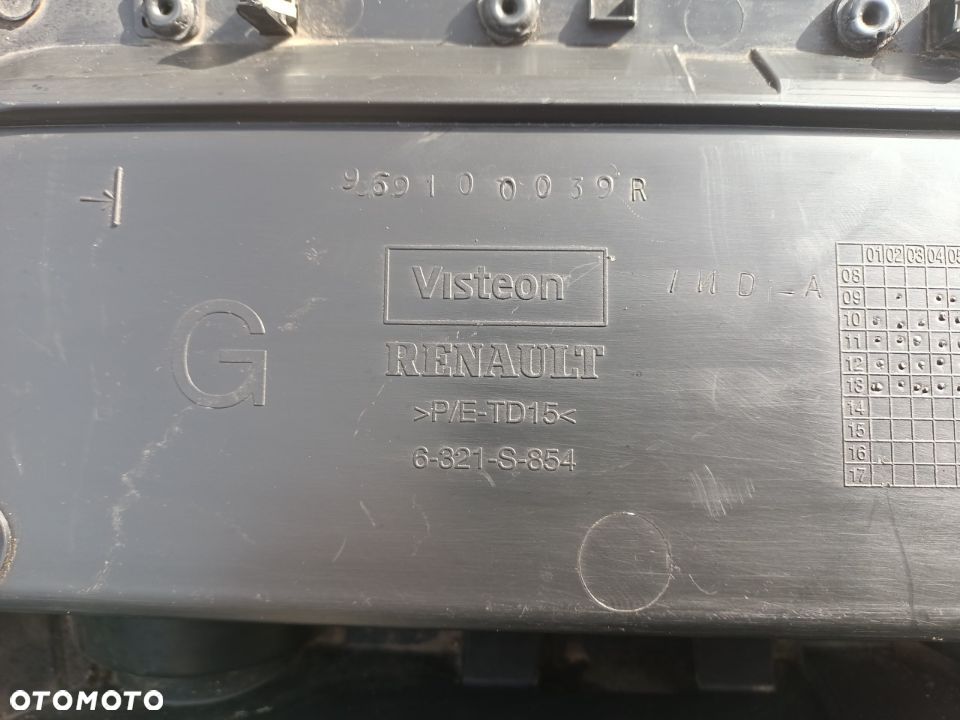 969100039R
Visteon
RENAULT
>P/E-TD15<
6-321-S-854
G
IND_A
01 02 03 04 05
08
09
10
11
12
13
14
15
16
17
OTOMOTO